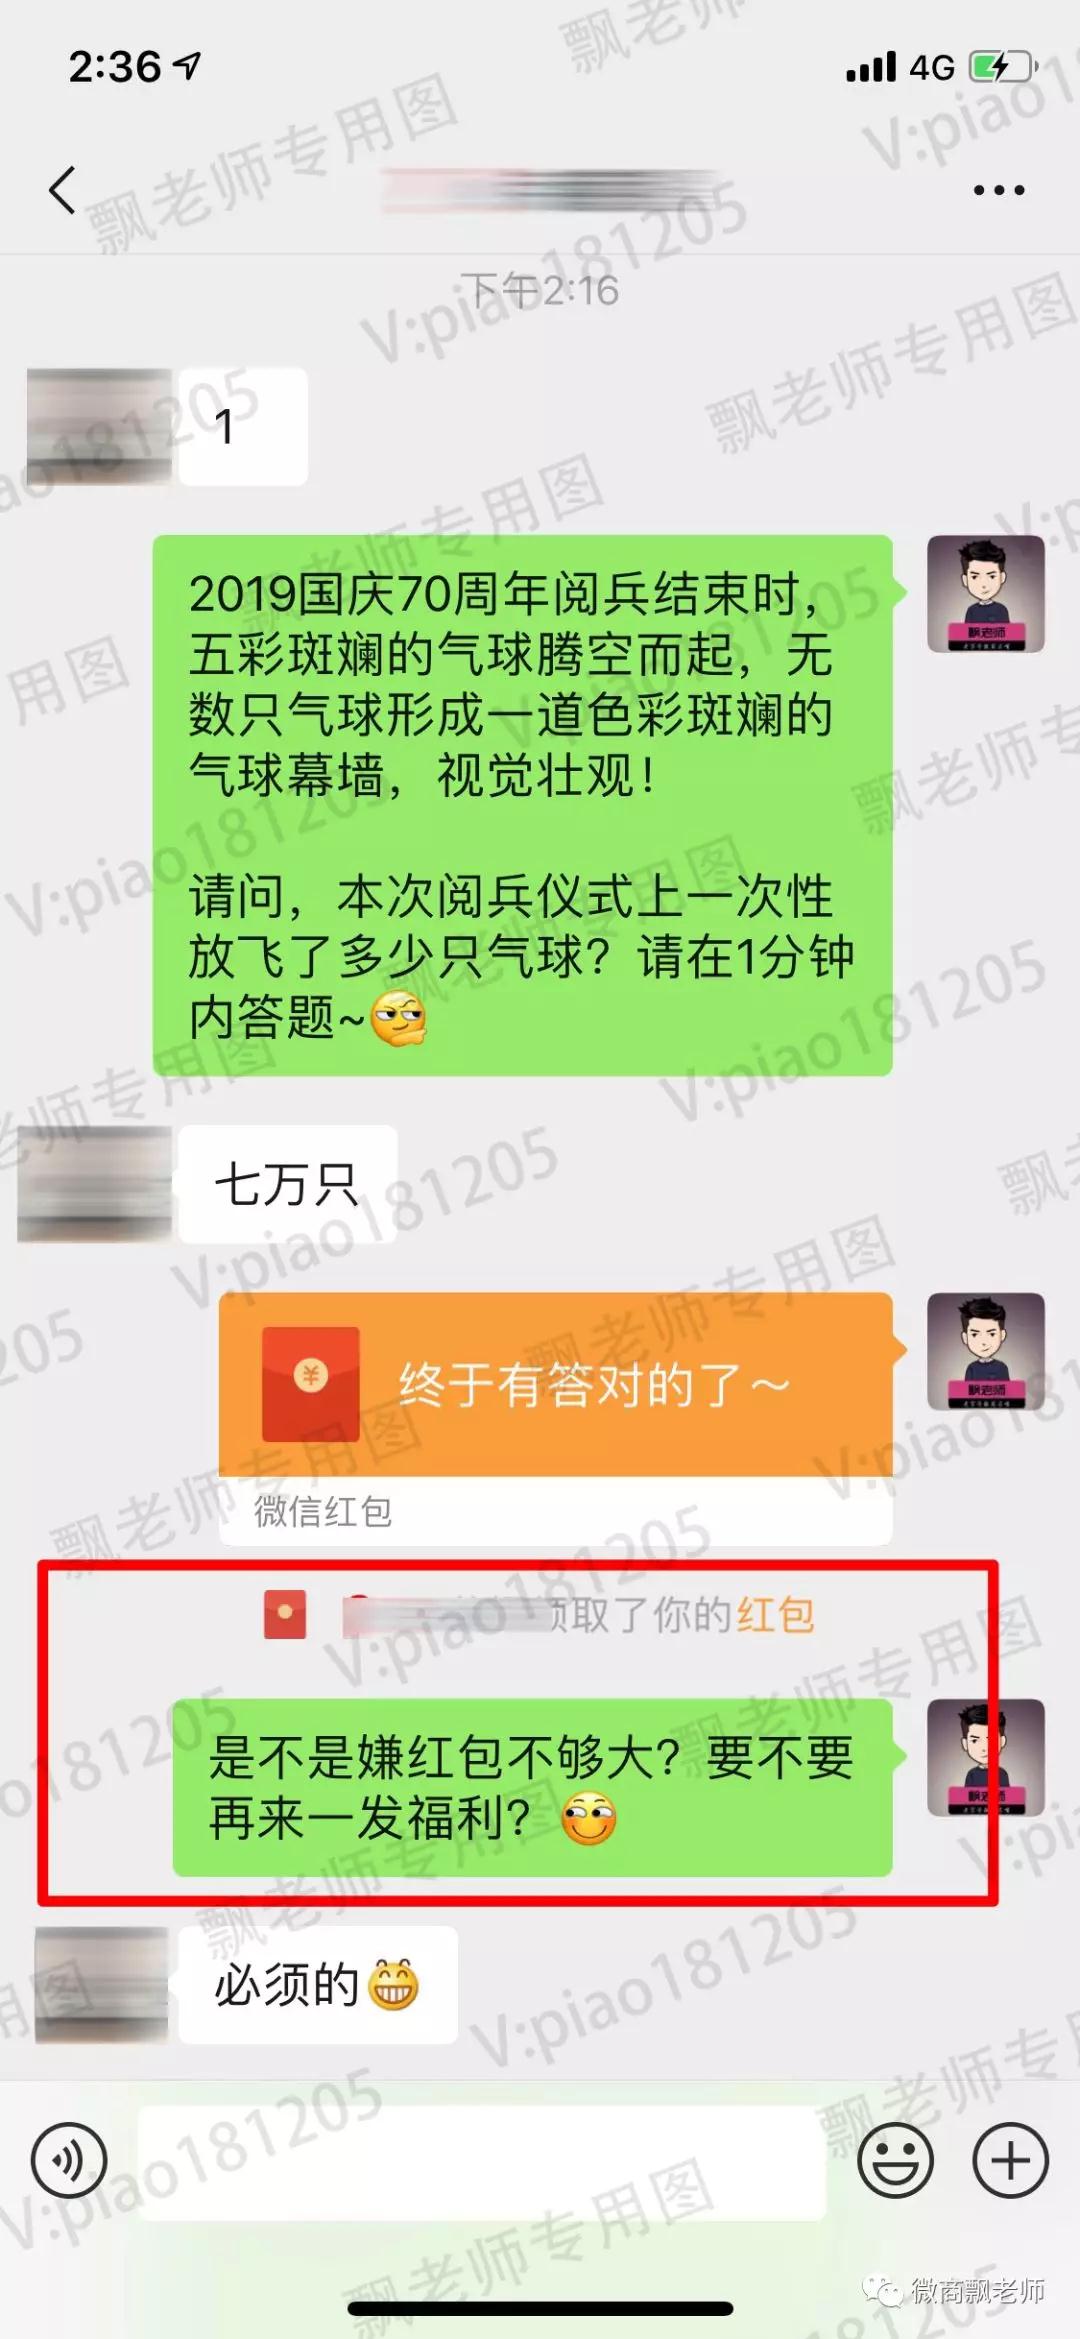 2:36
4G
下午2:16
1
2019国庆70周年阅兵结束时，
五彩斑斓的气球腾空而起，无
数只气球形成一道色彩斑斓的
气球幕墙，视觉壮观！
请问，本次阅兵仪式上一次性
放飞了多少只气球？请在1分钟
内答题~
飘老师
七万只
终于有答对的了～
微信红包
飘老师
领取了你的红包
是不是嫌红包不够大？要不要
再来一发福利？
飘老师
必须的
微商飘老师
飘老师专用图
V:piao181205